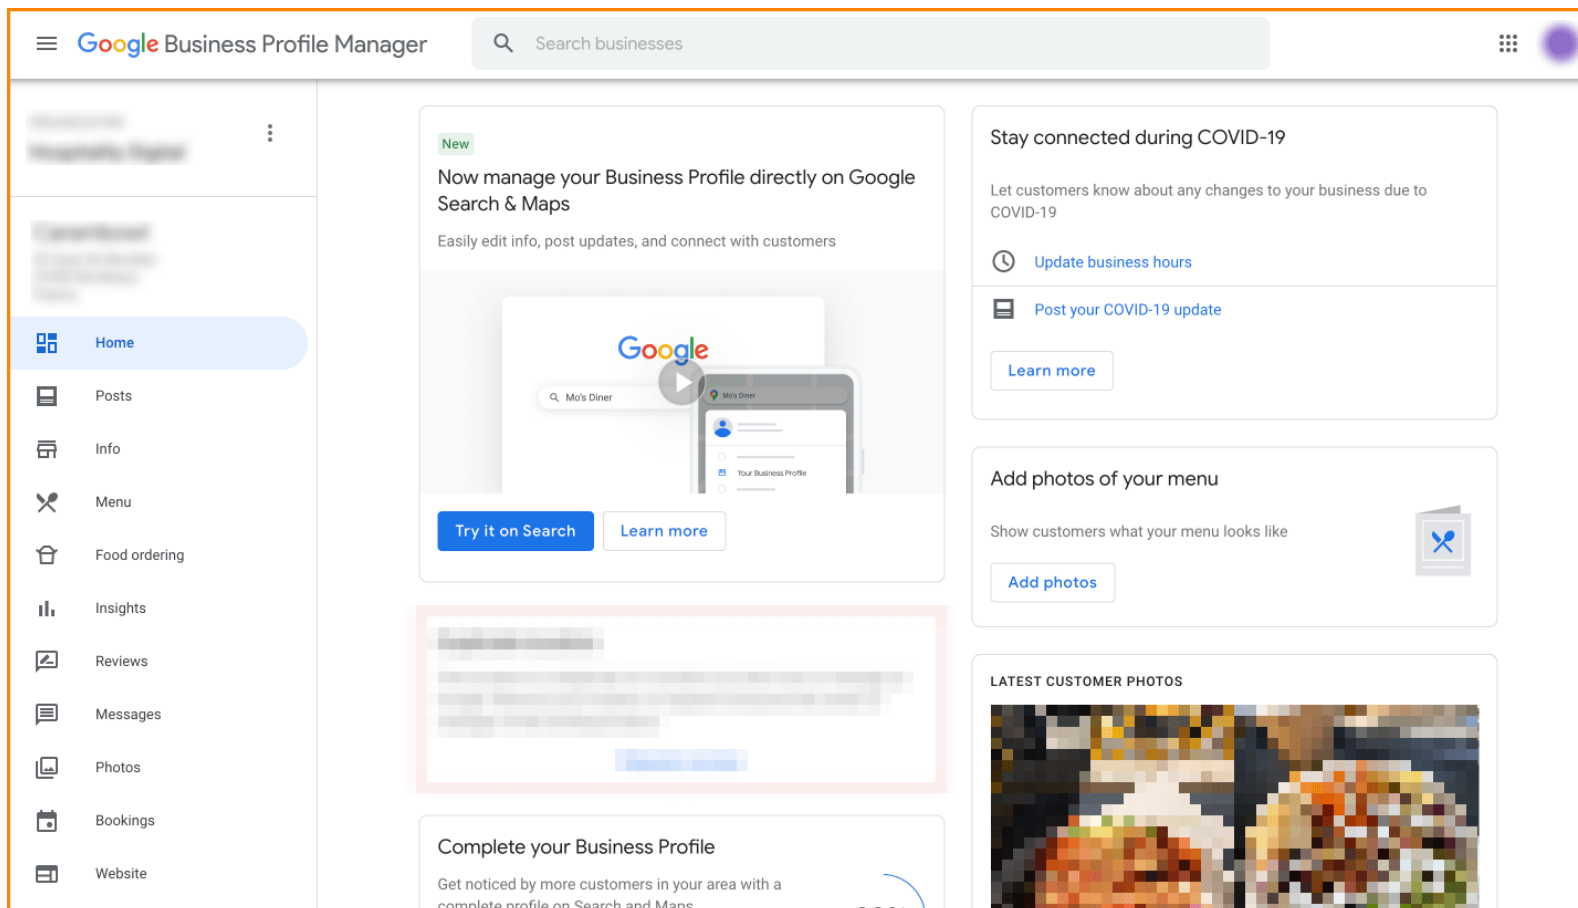 Google Business Profile Manager
Search businesses
Home
Posts
Info
Menu
Food ordering
Insights
Reviews
Messages
Photos
Bookings
Website
New
Now manage your Business Profile directly on Google
Search & Maps
Easily edit info, post updates, and connect with customers
Google
Mo's Diner
Mo's Diner
Your Business Profile
Try it on Search
Learn more
Complete your Business Profile
Get noticed by more customers in your area with a
complete profile on Search and Maps
Stay connected during COVID-19
Let customers know about any changes to your business due to
COVID-19
Update business hours
Post your COVID-19 update
Learn more
Add photos of your menu
Show customers what your menu looks like
Add photos
LATEST CUSTOMER PHOTOS